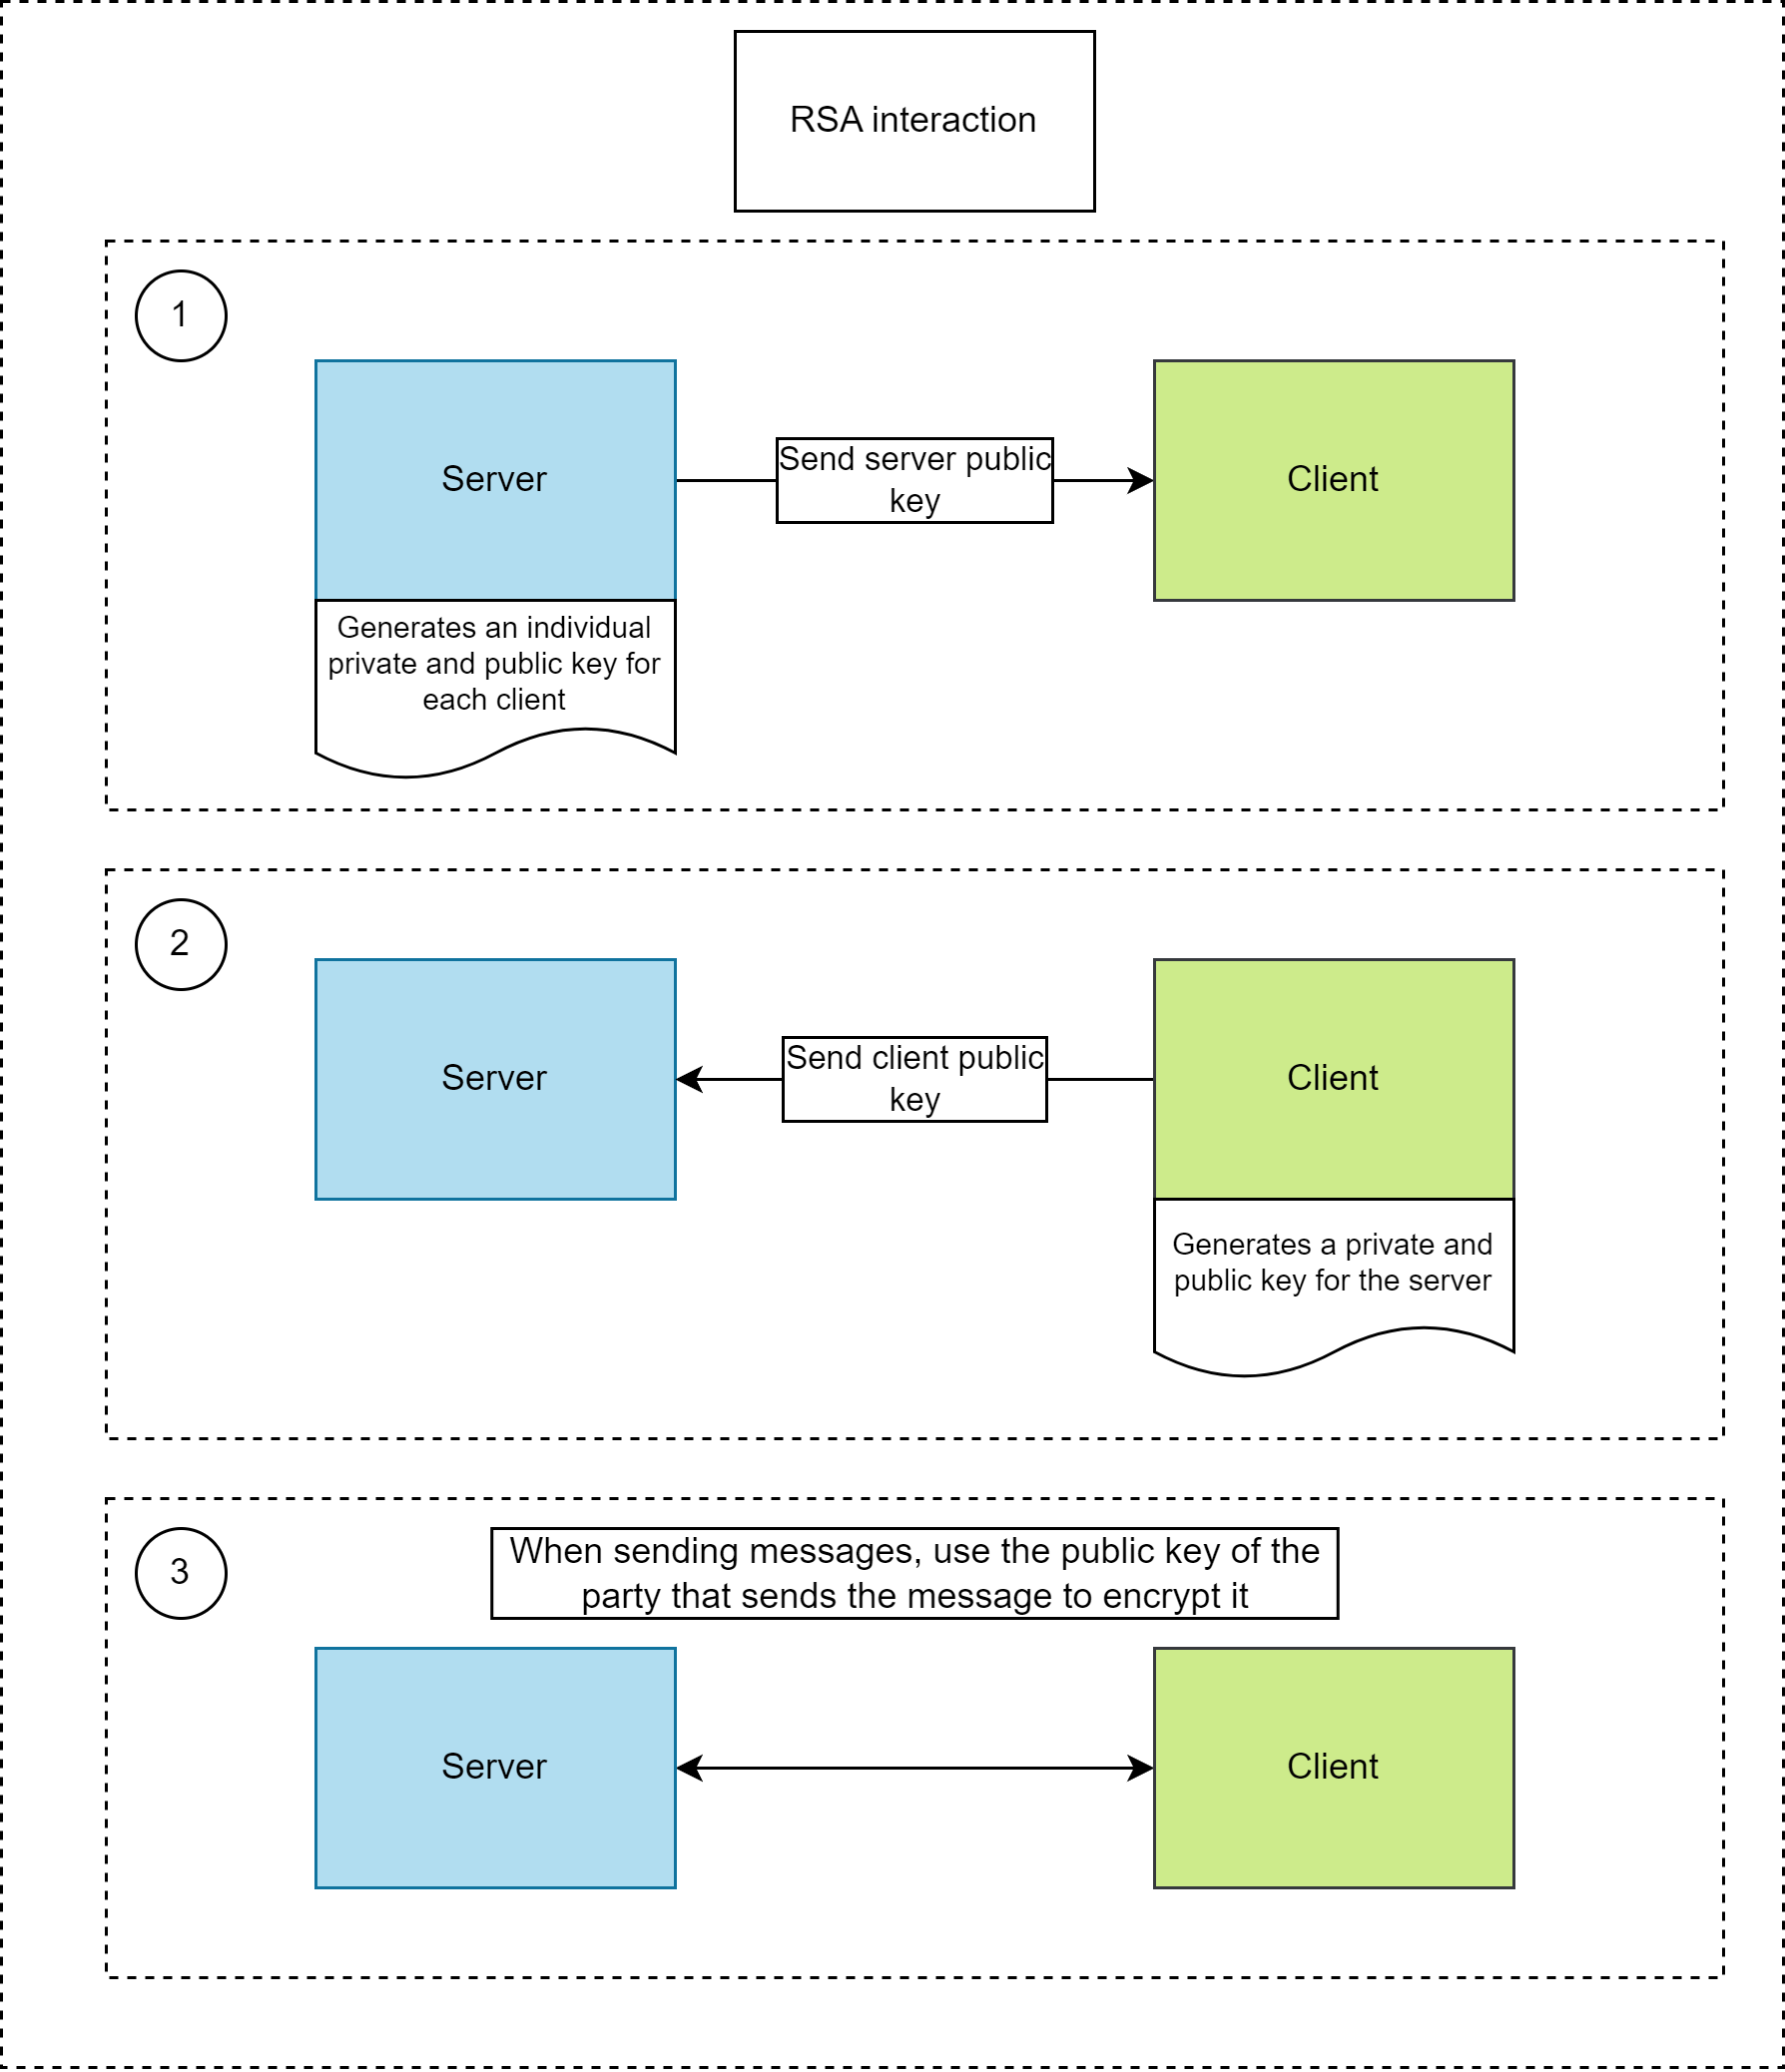 RSA interaction
1
Server
Send server public
key
Client
Generates an individual
private and public key for
each client
2
Server
Send client public
key
Client
Generates a private and
public key for the server
3
When sending messages, use the public key of the
party that sends the message to encrypt it
Server
Client